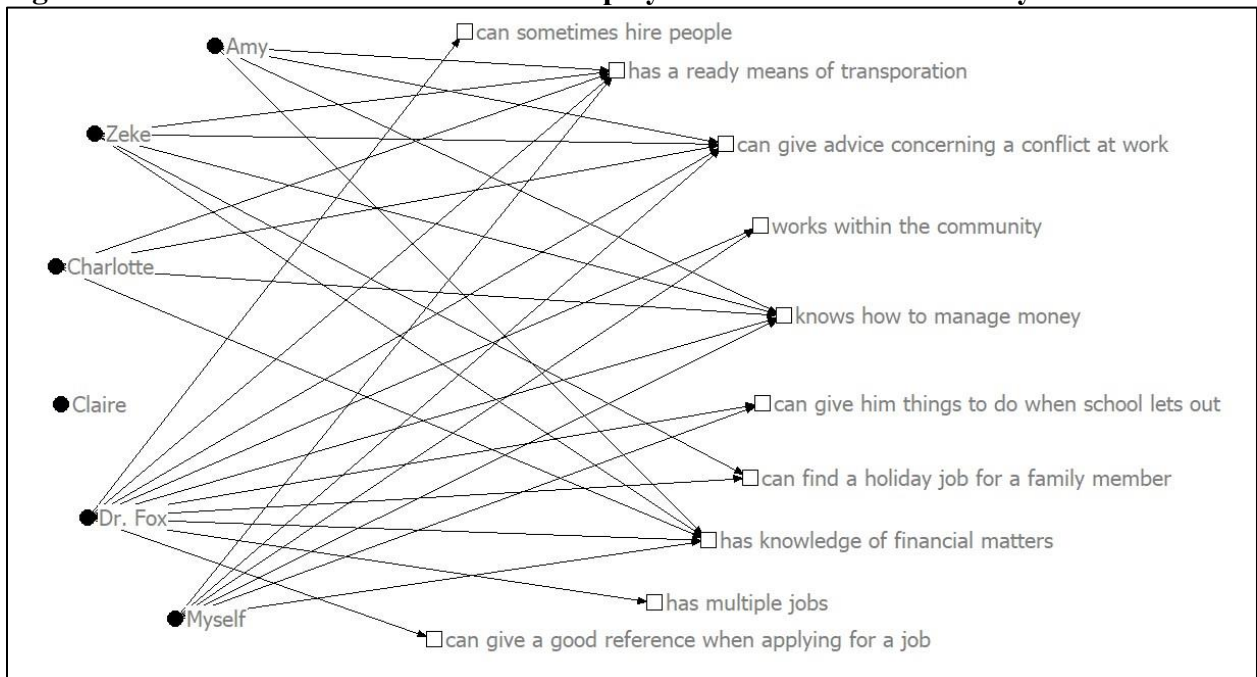 Amy
can sometimes hire people
has a ready means of transporation
Zeke
can give advice concerning a conflict at work
works within the community
Charlotte
knows how to manage money
Claire
can give him things to do when school lets out
can find a holiday job for a family member
Dr. Fox
has knowledge of financial matters
has multiple jobs
Myself
can give a good reference when applying for a job